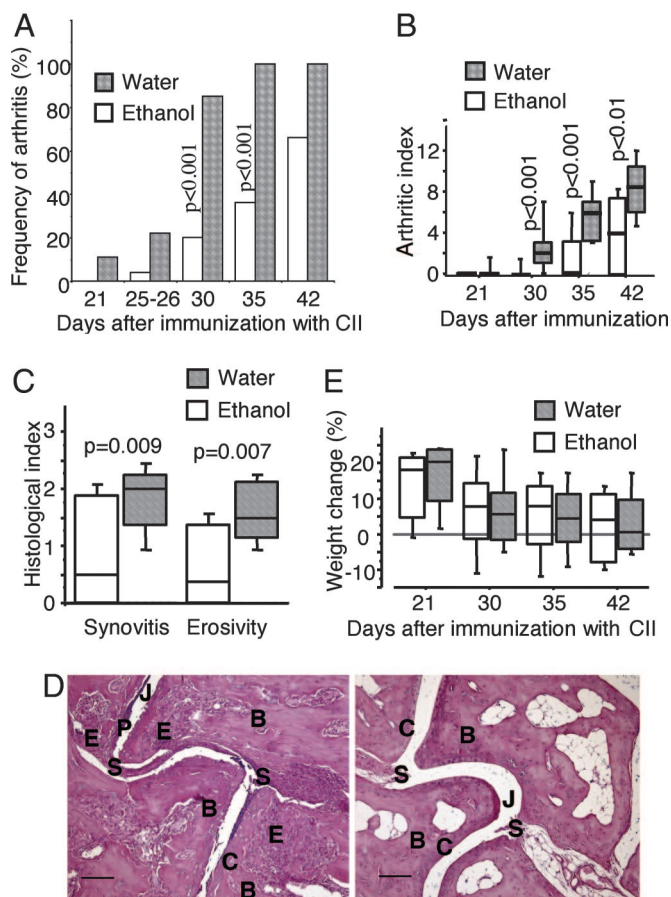 A
Frequency of arthritis (%)
100
80
60
40
20
0
Water
Ethanol
p<0.001
p<0.001
21 25-26 30 35 42
Days after immunization with CII
B
Arthritic index
12
8
4
0
Water
Ethanol
p<0.001
p<0.001
p<0.01
21 30 35 42
Days after immunization
C
Histological index
3
2
1
0
Water
Ethanol
p=0.009 p=0.007
Synovitis Erosivity
E
Weight change (%)
20
10
0
-10
Water
Ethanol
21 30 35 42
Days after immunization with CII
D
J
P
E
E
B
S
S
B
E
C
B
C
B
S
J
S
B
C